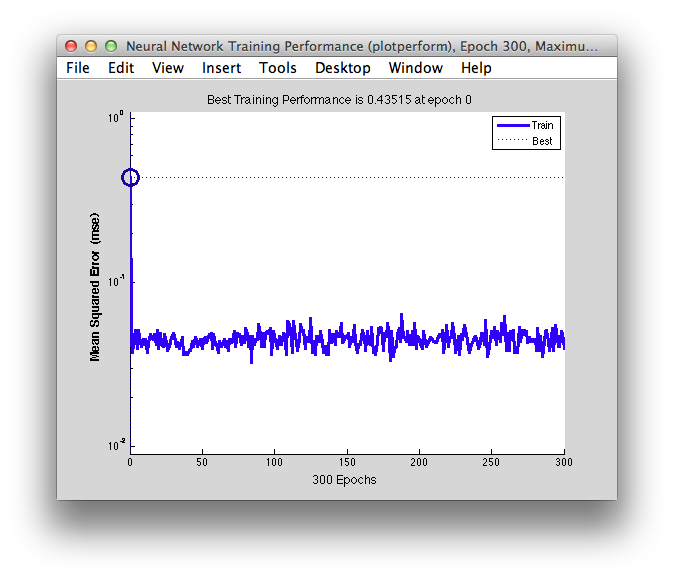 Neural Network Training Performance (plotperform), Epoch 300, Maximu...
File Edit View Insert Tools Desktop Window Help
Best Training Performance is 0.43515 at epoch 0
Train
Best
10^0
10^-1
10^-2
Mean Squared Error (mse)
0 50 100 150 200 250 300
300 Epochs